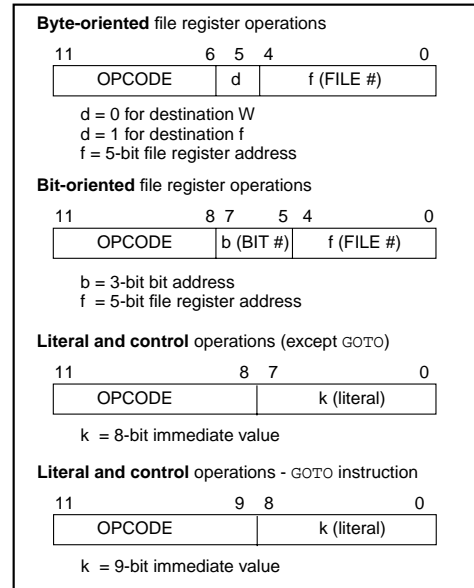 Byte-oriented file register operations
11 6 5 4 0
OPCODE d f (FILE #)
d = 0 for destination W
d = 1 for destination f
f = 5-bit file register address
Bit-oriented file register operations
11 8 7 5 4 0
OPCODE b (BIT #) f (FILE #)
b = 3-bit bit address
f = 5-bit file register address
Literal and control operations (except GOTO)
11 8 7 0
OPCODE k (literal)
k = 8-bit immediate value
Literal and control operations - GOTO instruction
11 9 8 0
OPCODE k (literal)
k = 9-bit immediate value